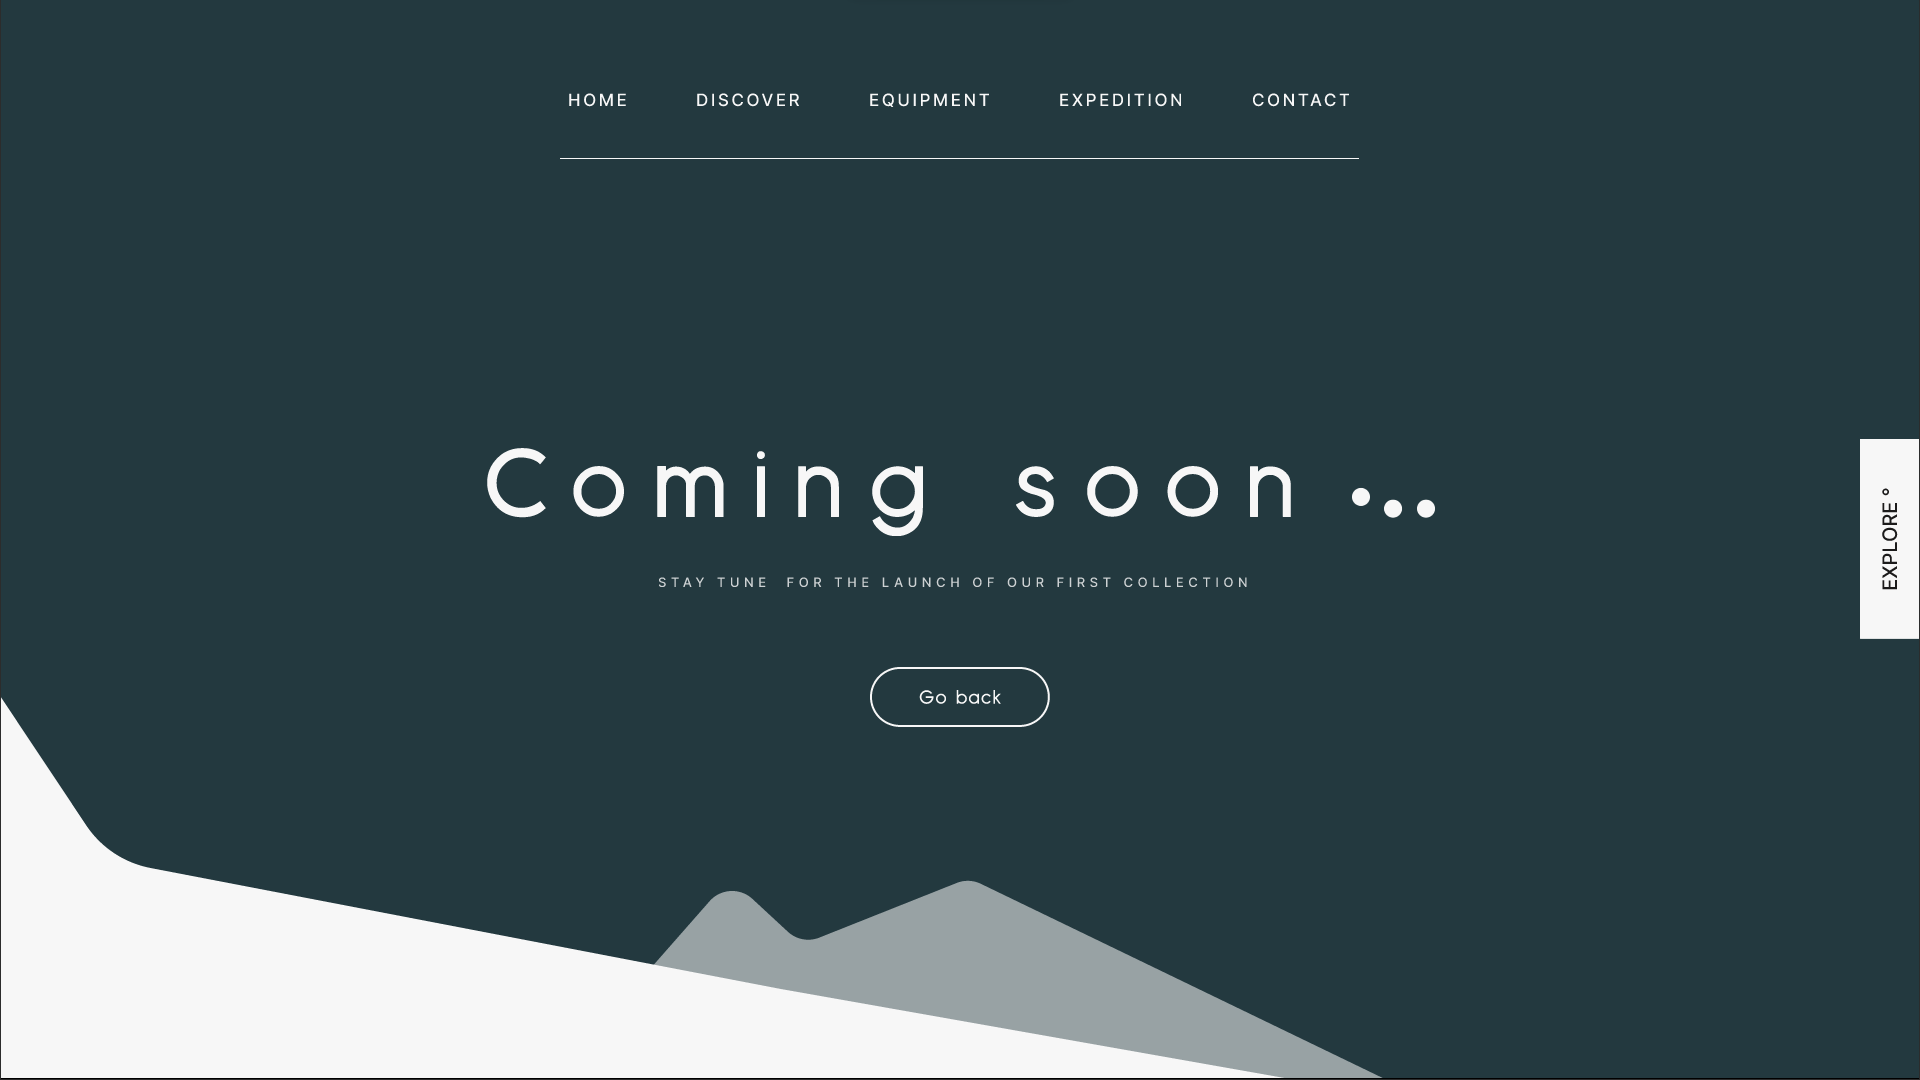 HOME DISCOVER EQUIPMENT EXPEDITION CONTACT
Coming soon ...
STAY TUNE FOR THE LAUNCH OF OUR FIRST COLLECTION
Go back
EXPLORE °